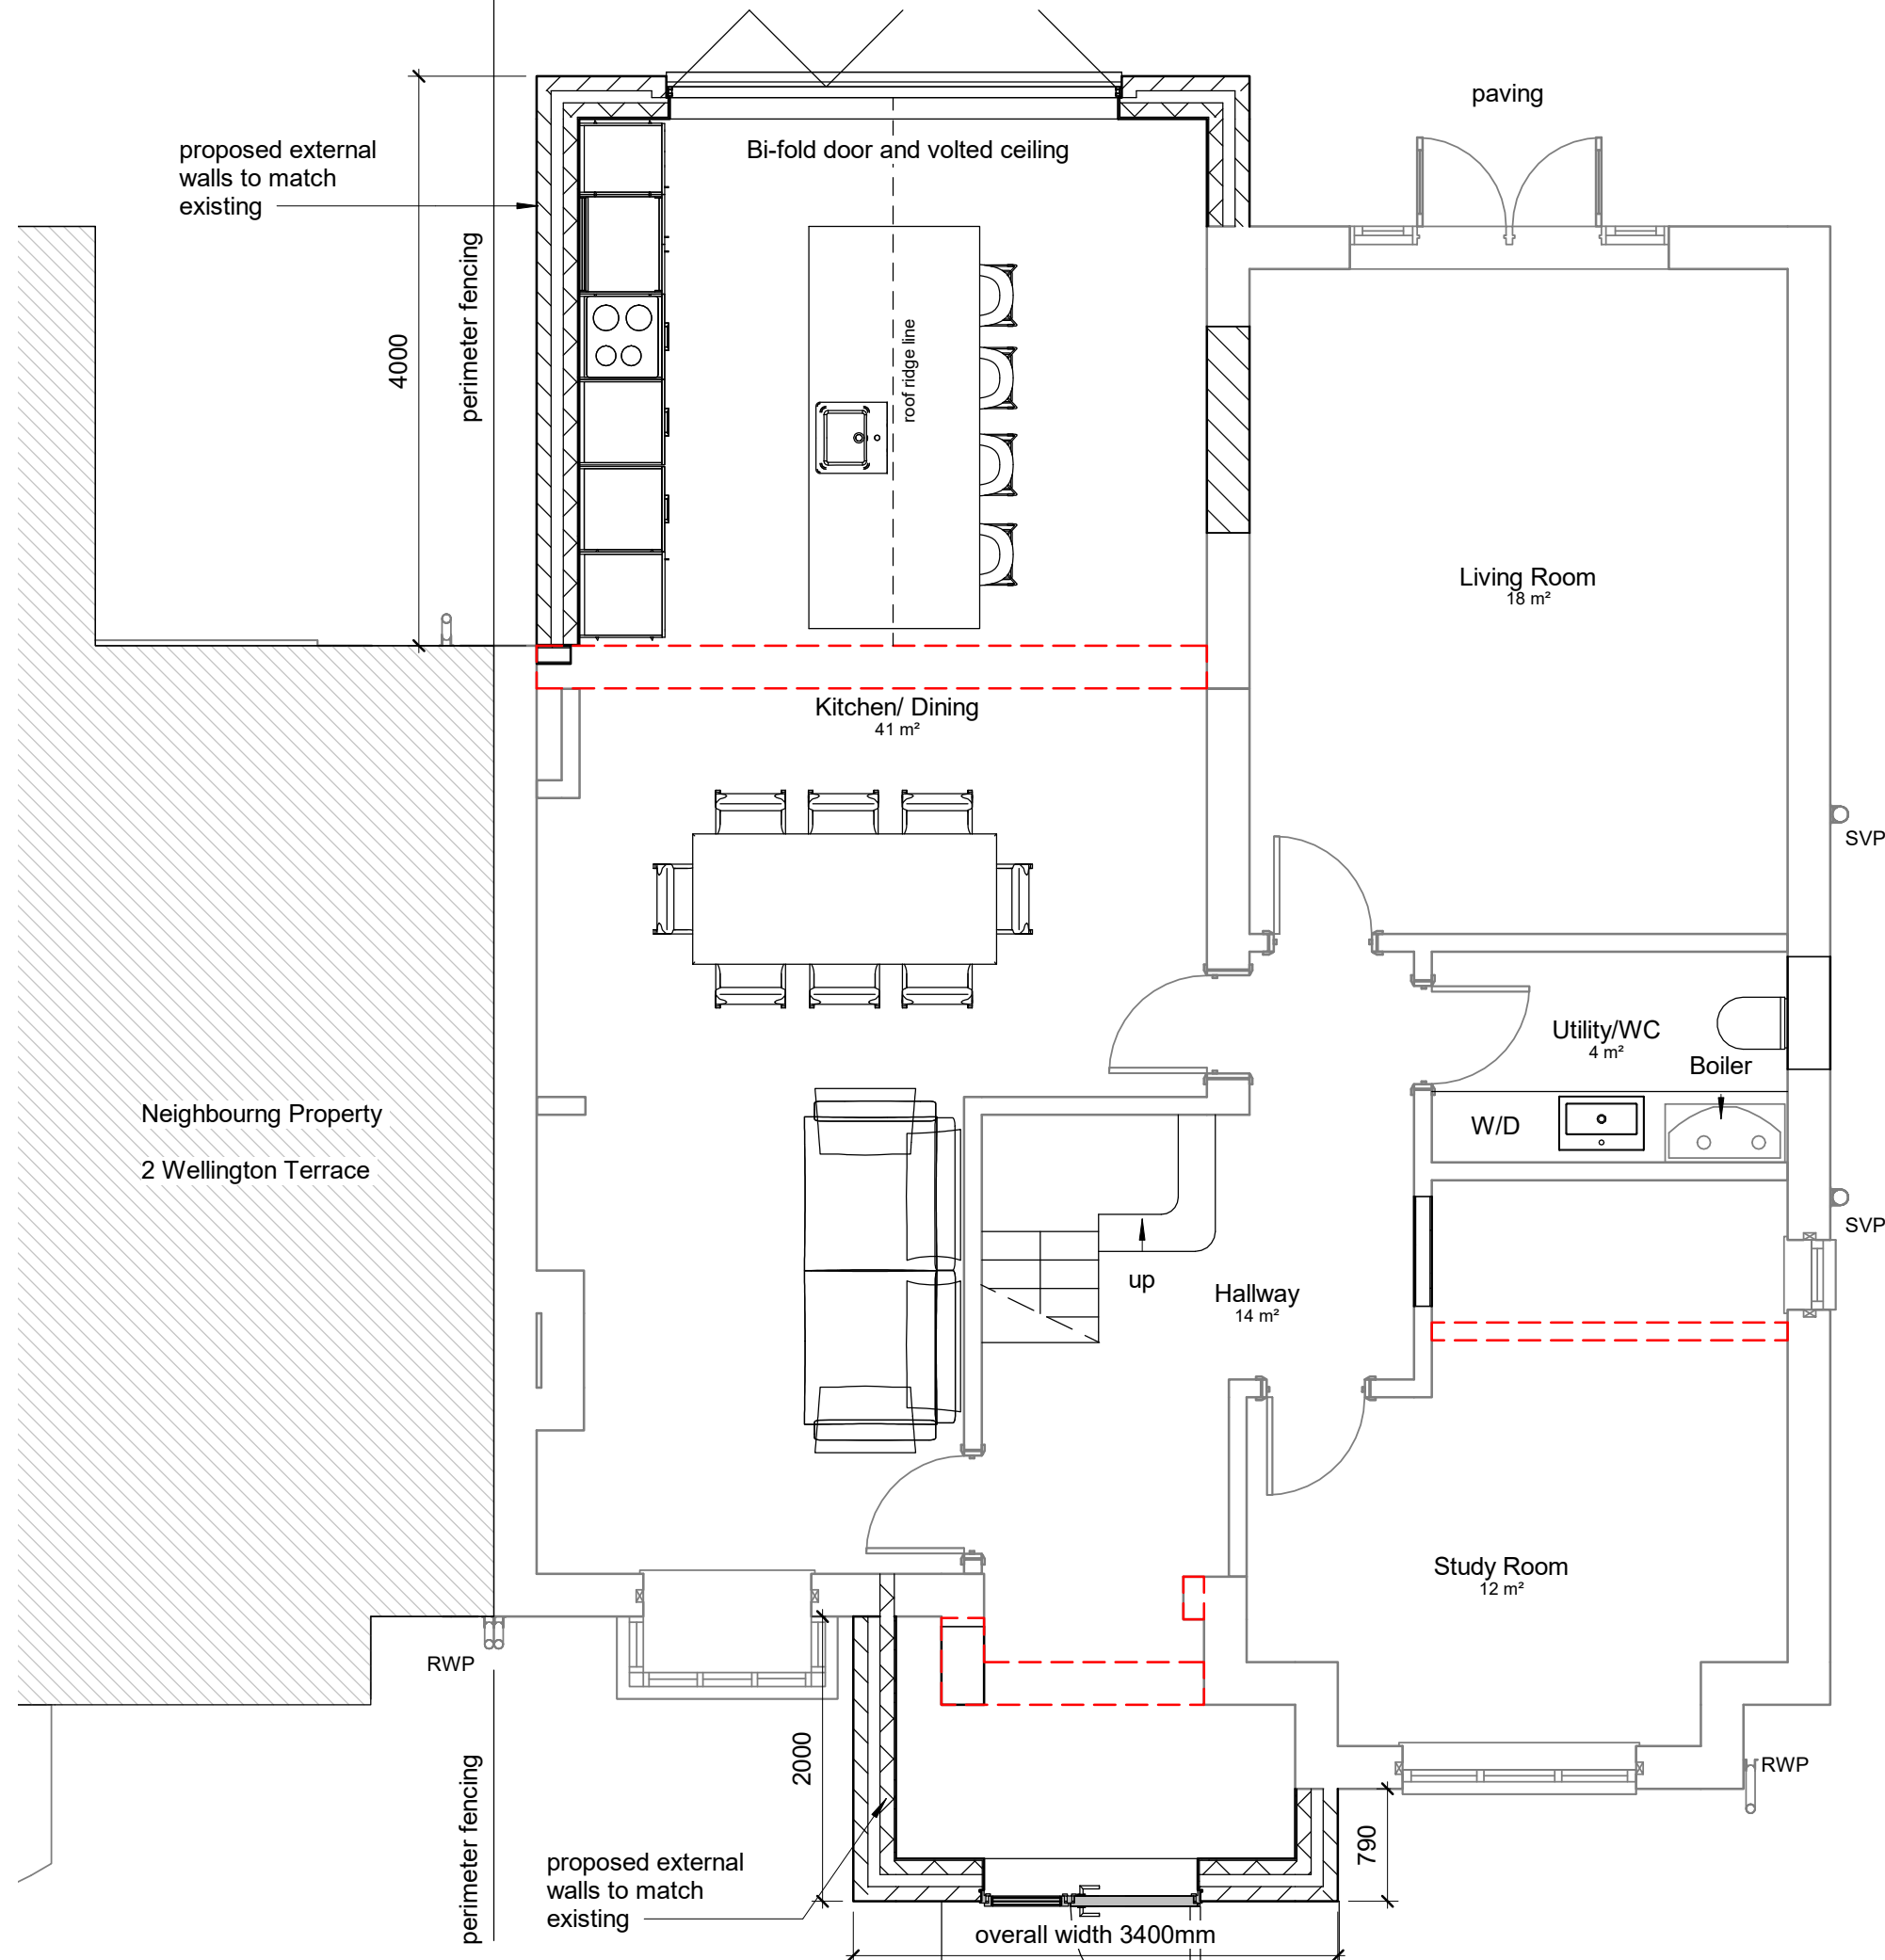 paving
proposed external
walls to match
existing
Bi-fold door and volted ceiling
perimeter fencing
4000
roof ridge line
Living Room
18 m²
Kitchen/ Dining
41 m²
SVP
Utility/WC
4 m²
Boiler
W/D
Neighbourng Property
2 Wellington Terrace
SVP
up
Hallway
14 m²
Study Room
12 m²
RWP
2000
RWP
perimeter fencing
790
proposed external
walls to match
existing
overall width 3400mm